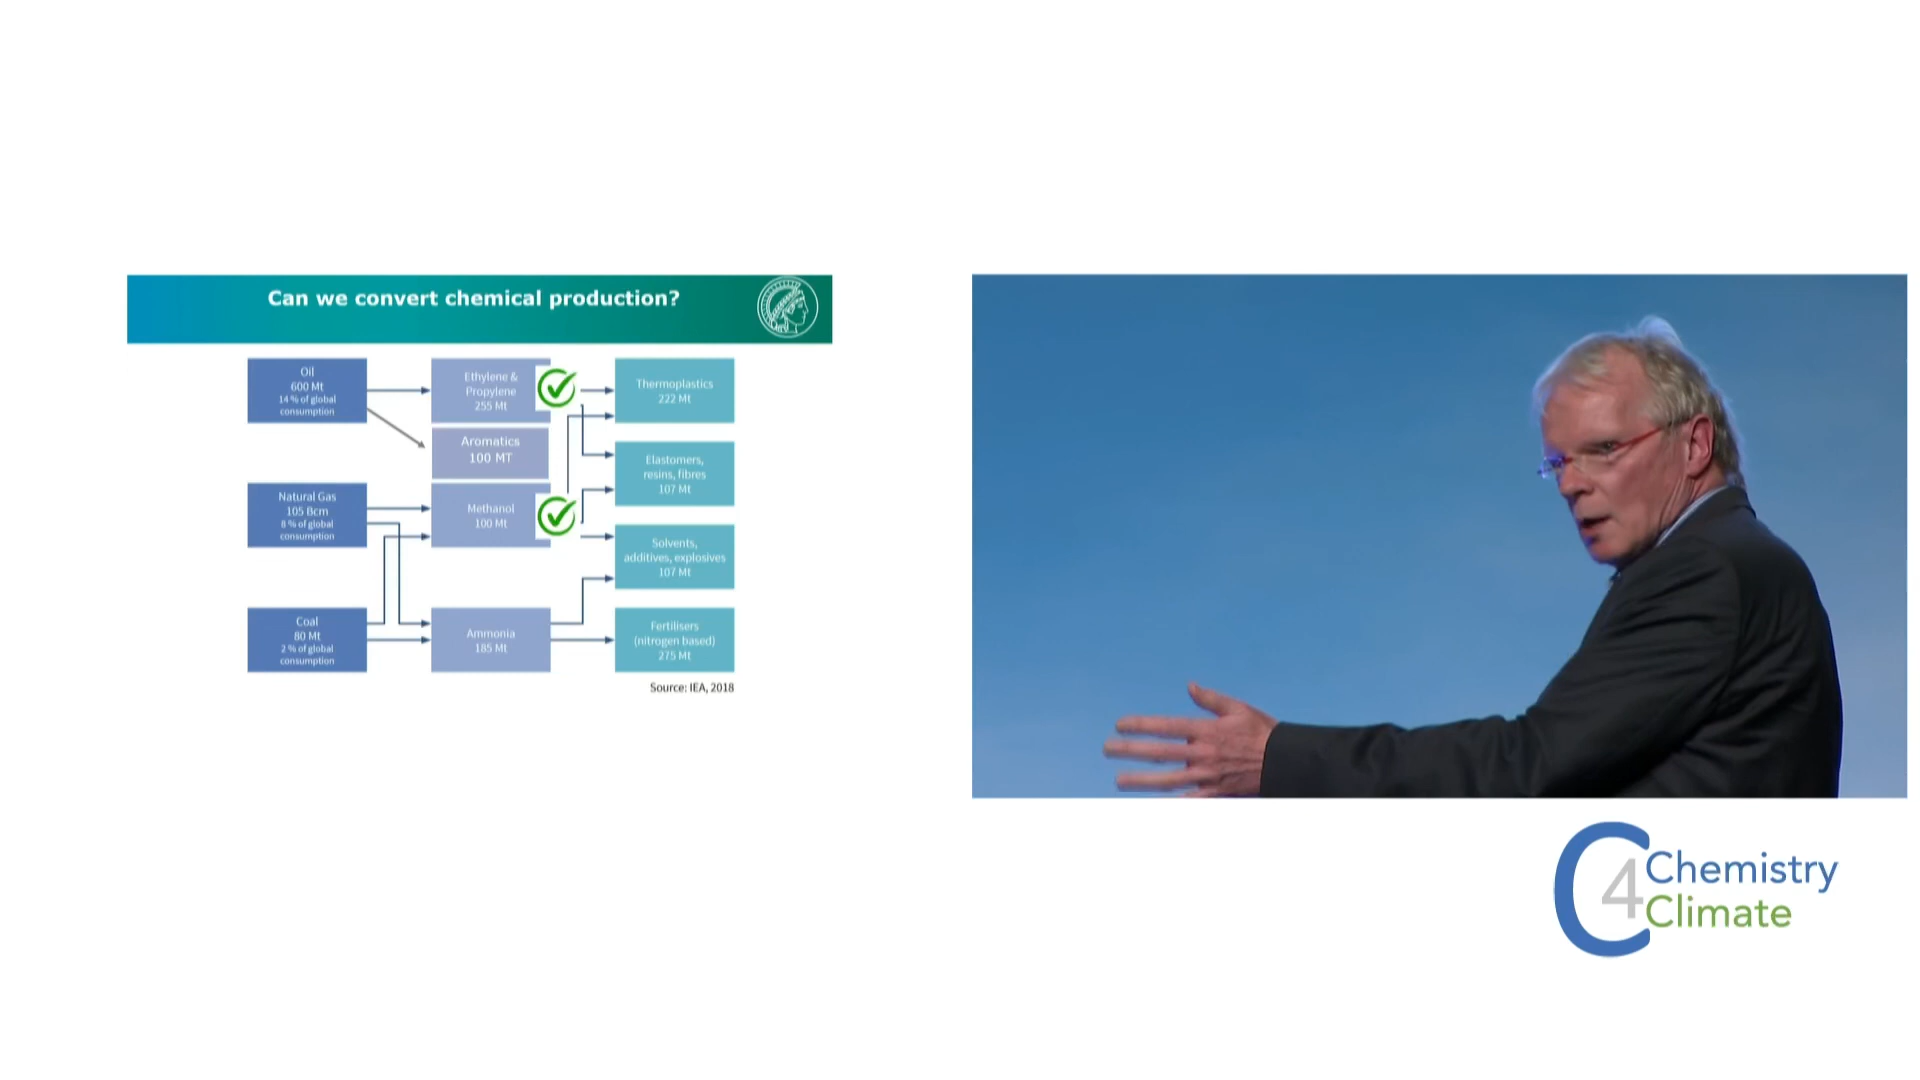 Can we convert chemical production?
Oil
600 Mt
14 % of global
consumption
Ethylene &
Propylene
255 Mt
Thermoplastics
222 Mt
Aromatics
100 MT
Elastomers,
resins, fibres
107 Mt
Natural Gas
105 Bcm
8 % of global
consumption
Methanol
100 Mt
Solvents,
additives, explosives
107 Mt
Coal
80 Mt
2 % of global
consumption
Ammonia
185 Mt
Fertilisers
(nitrogen based)
275 Mt
Source: IEA, 2018
C4
Chemistry
Climate